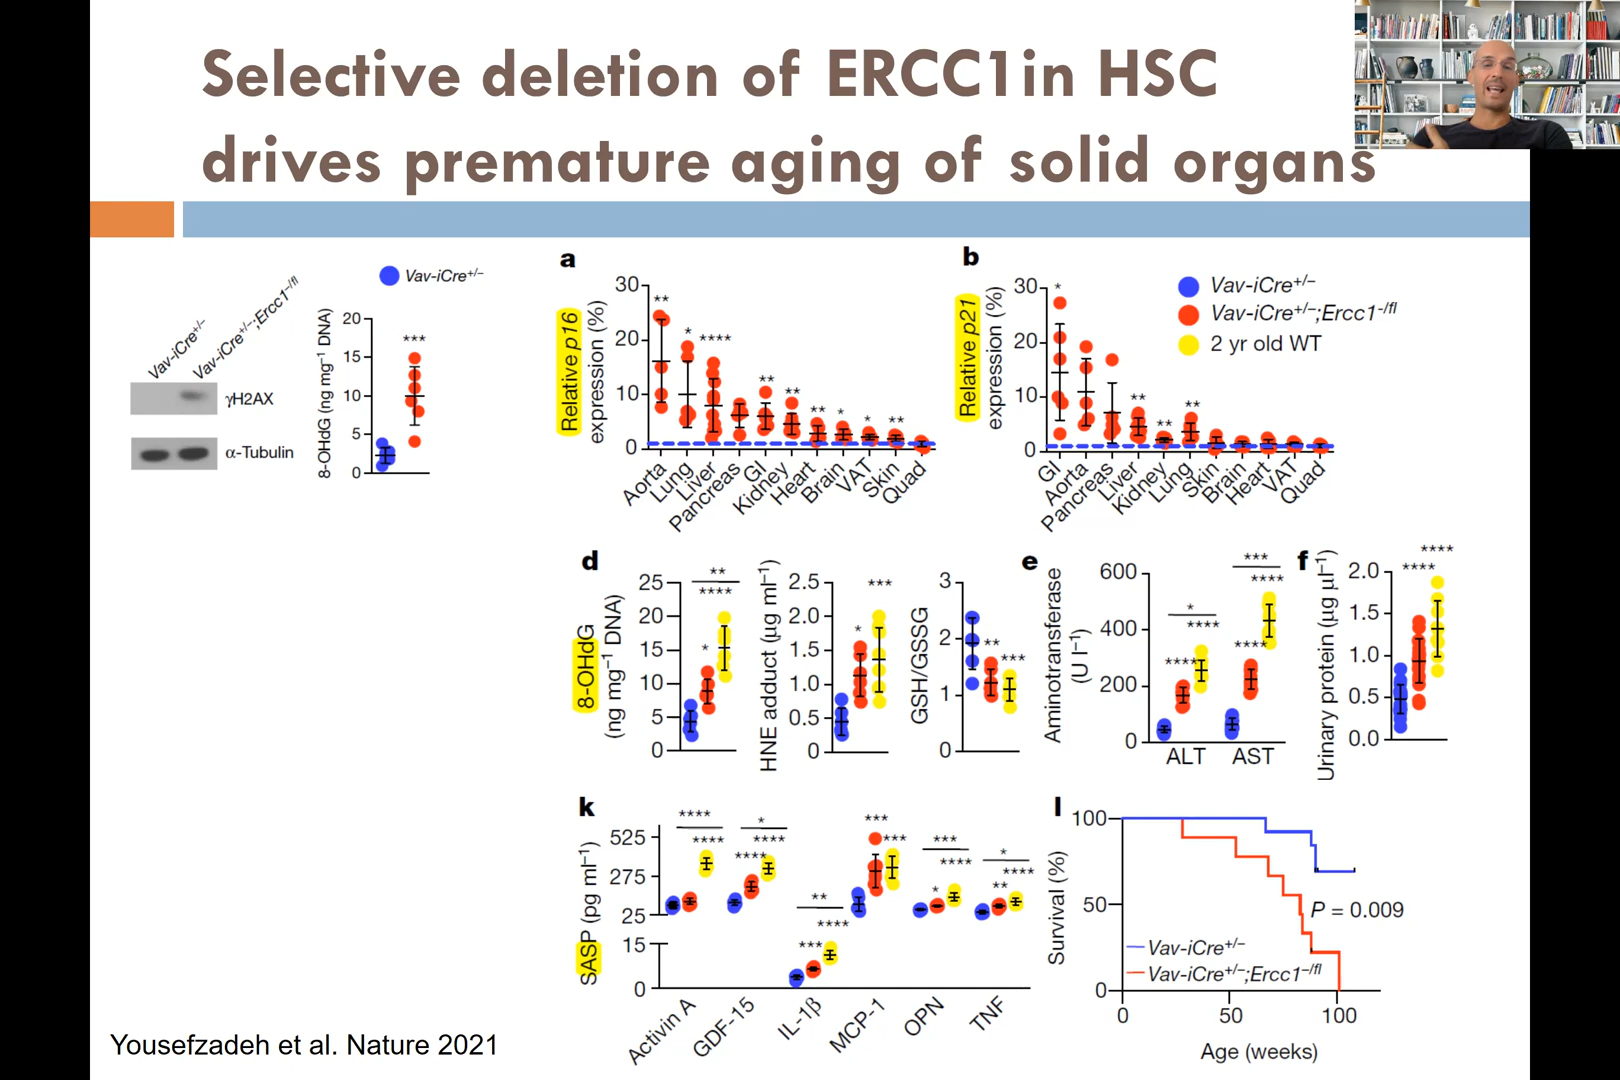 Selective deletion of ERCC1in HSC
drives premature aging of solid organs
Vav-iCre+/–
Vav-iCre+/–;Ercc1–/fl
γH2AX
α-Tubulin
Vav-iCre+/–
8-OHdG (ng mg–1 DNA)
20
15
10
5
0
***
a
Relative p16
expression (%)
30
20
10
0
**
*
****
**
**
**
*
*
**
Aorta
Lung
Liver
Pancreas
GI
Kidney
Heart
Brain
VAT
Skin
Quad
b
Relative p21
expression (%)
30
20
10
0
*
**
**
**
Vav-iCre+/–
Vav-iCre+/–;Ercc1–/fl
2 yr old WT
GI
Aorta
Pancreas
Liver
Kidney
Lung
Skin
Brain
Heart
VAT
Quad
d
8-OHdG
(ng mg–1 DNA)
25
20
15
10
5
0
**
****
*
HNE adduct (µg ml–1)
2.5
2.0
1.5
1.0
0.5
0
***
*
GSH/GSSG
3
2
1
0
**
***
e
Aminotransferase
(U l–1)
600
400
200
0
*
****
****
***
****
****
ALT
AST
f
Urinary protein (µg µl–1)
2.0
1.5
1.0
0.5
0.0
****
****
k
SASP (pg ml–1)
525
275
25
15
0
****
****
*
****
****
**
****
***
***
***
***
****
*
*
****
**
Activin A
GDF-15
IL-1β
MCP-1
OPN
TNF
l
Survival (%)
100
50
0
P = 0.009
Vav-iCre+/–
Vav-iCre+/–;Ercc1–/fl
0
50
100
Age (weeks)
Yousefzadeh et al. Nature 2021